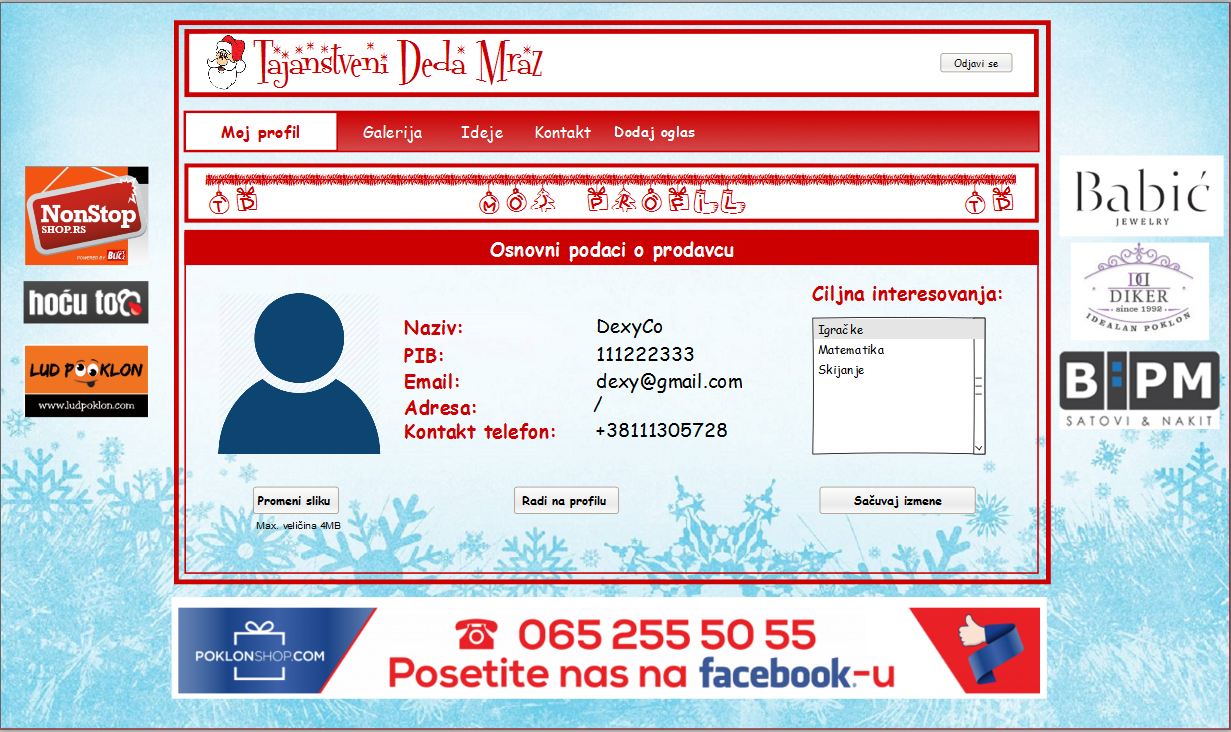 Tajanstveni Deda Mraz
Odjavi se
Moj profil
Galerija
Ideje
Kontakt
Dodaj oglas
TD
MOJ PROFIL
TD
Osnovni podaci o prodavcu
Naziv: DexyCo
PIB: 111222333
Email: dexy@gmail.com
Adresa: /
Kontakt telefon: +38111305728
Ciljna interesovanja:
Igračke
Matematika
Skijanje
Promeni sliku
Max. veličina 4MB
Radi na profilu
Sačuvaj izmene
NonStop
SHOP.RS
POWERED BY BLIC
hoću to
LUD POOKLON
www.ludpoklon.com
Babić
JEWELRY
DD
DIKER
since 1992
IDEALAN POKLON
B:PM
SATOVI & NAKIT
POKLONSHOP.COM
065 255 50 55
Posetite nas na facebook-u